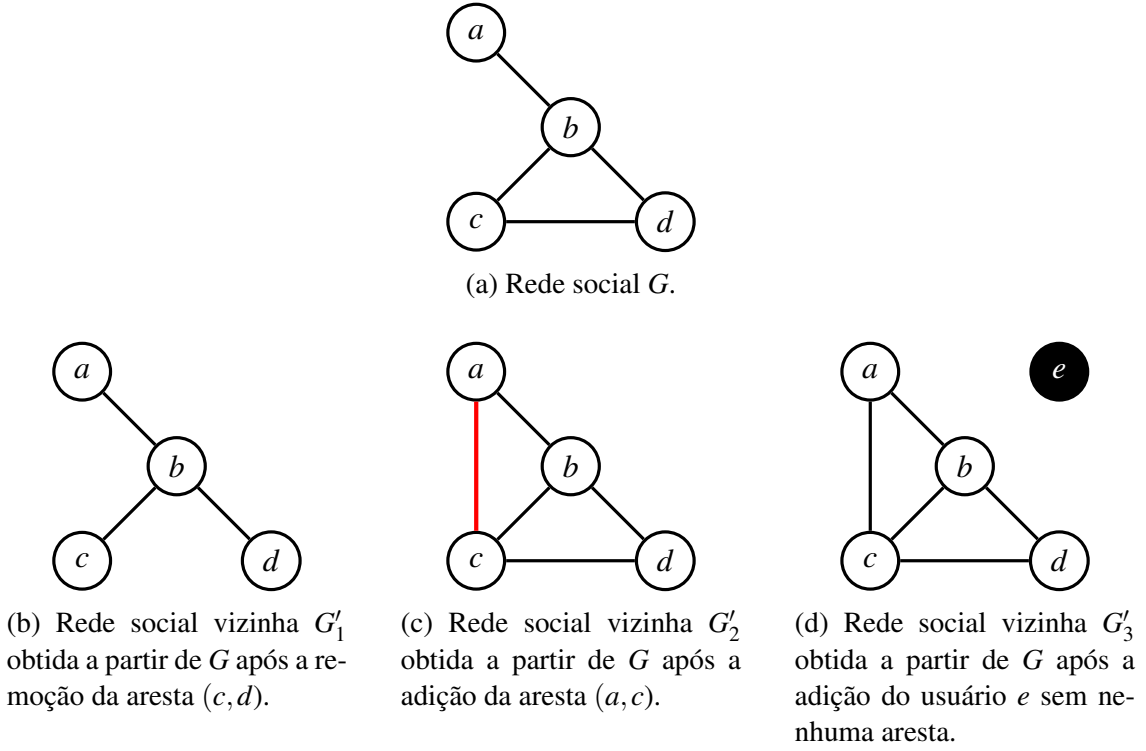 a
b
c
d
(a) Rede social G.
a
b
c
d
a
b
c
d
a
e
b
c
d
(b) Rede social vizinha G′₁
obtida a partir de G após a re-
moção da aresta (c,d).
(c) Rede social vizinha G′₂
obtida a partir de G após a
adição da aresta (a,c).
(d) Rede social vizinha G′₃
obtida a partir de G após a
adição do usuário e sem ne-
nhuma aresta.